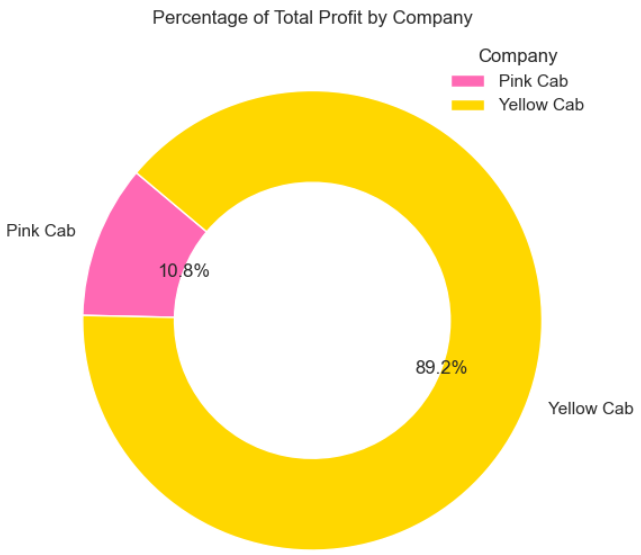 Percentage of Total Profit by Company
Company
Pink Cab
Yellow Cab
Pink Cab
10.8%
89.2%
Yellow Cab